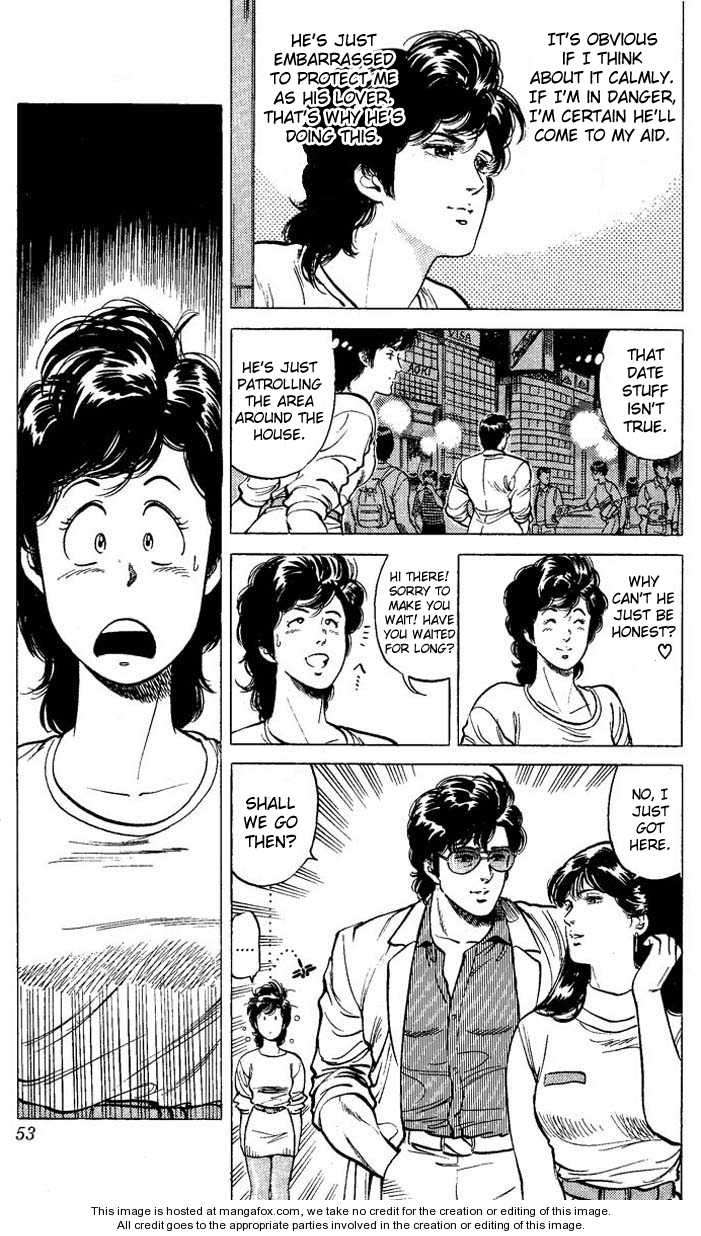 IT'S OBVIOUS
IF I THINK
ABOUT IT CALMLY.
IF I'M IN DANGER,
I'M CERTAIN HE'LL
COME TO MY AID.
HE'S JUST
EMBARRASSED
TO PROTECT ME
AS HIS LOVER.
THAT'S WHY HE'S
DOING THIS.
THAT
DATE
STUFF
ISN'T
TRUE.
HE'S JUST
PATROLLING
THE AREA
AROUND THE
HOUSE.
AOKI
WHY
CAN'T HE
JUST BE
HONEST?
♡
HI THERE!
SORRY TO
MAKE YOU
WAIT! HAVE
YOU WAITED
FOR LONG?
NO, I
JUST
GOT
HERE.
SHALL
WE GO
THEN?
......
53
This image is hosted at mangafox.com, we take no credit for the creation or editing of this image.
All credit goes to the appropriate parties involved in the creation or editing of this image.